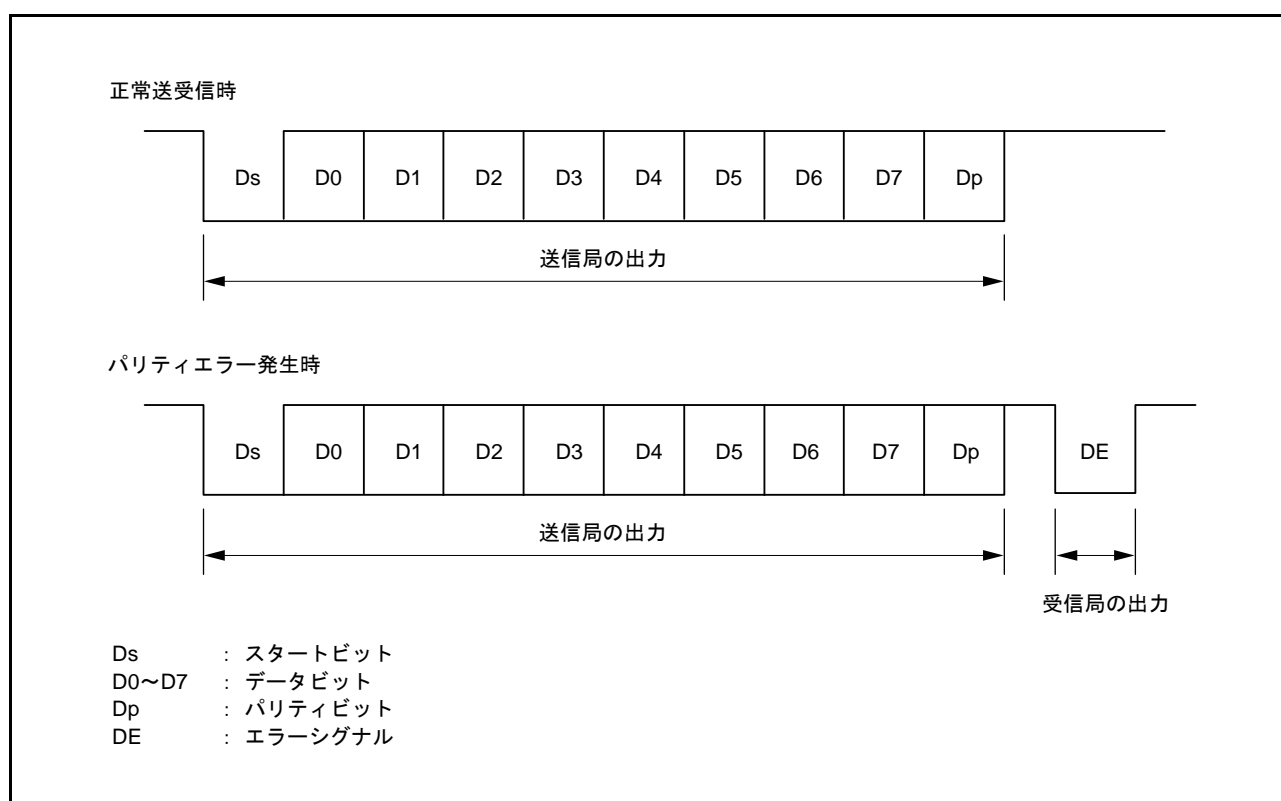 正常送受信時
Ds D0 D1 D2 D3 D4 D5 D6 D7 Dp
送信局の出力
パリティエラー発生時
Ds D0 D1 D2 D3 D4 D5 D6 D7 Dp DE
送信局の出力
受信局の出力
Ds : スタートビット
D0～D7 : データビット
Dp : パリティビット
DE : エラーシグナル